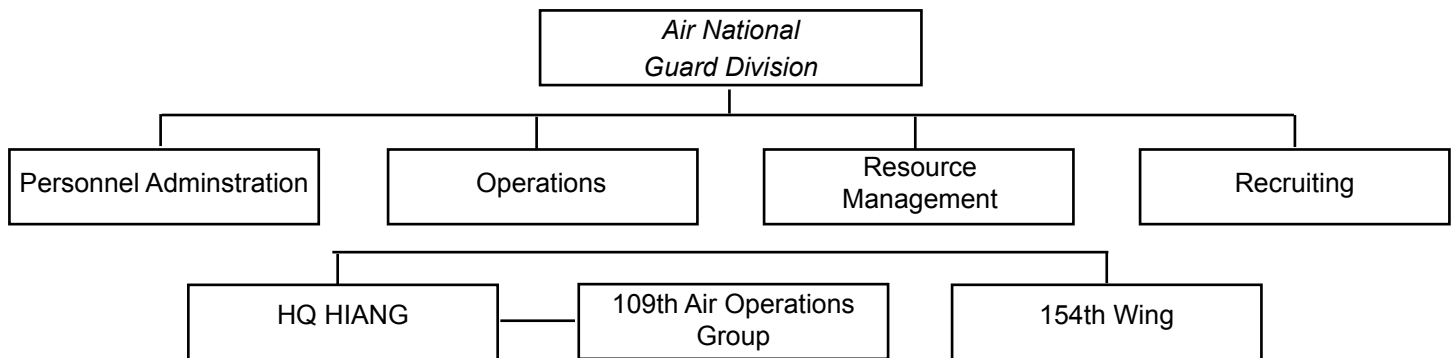 Air National
Guard Division
Personnel Adminstration
Operations
Resource
Management
Recruiting
HQ HIANG
109th Air Operations
Group
154th Wing